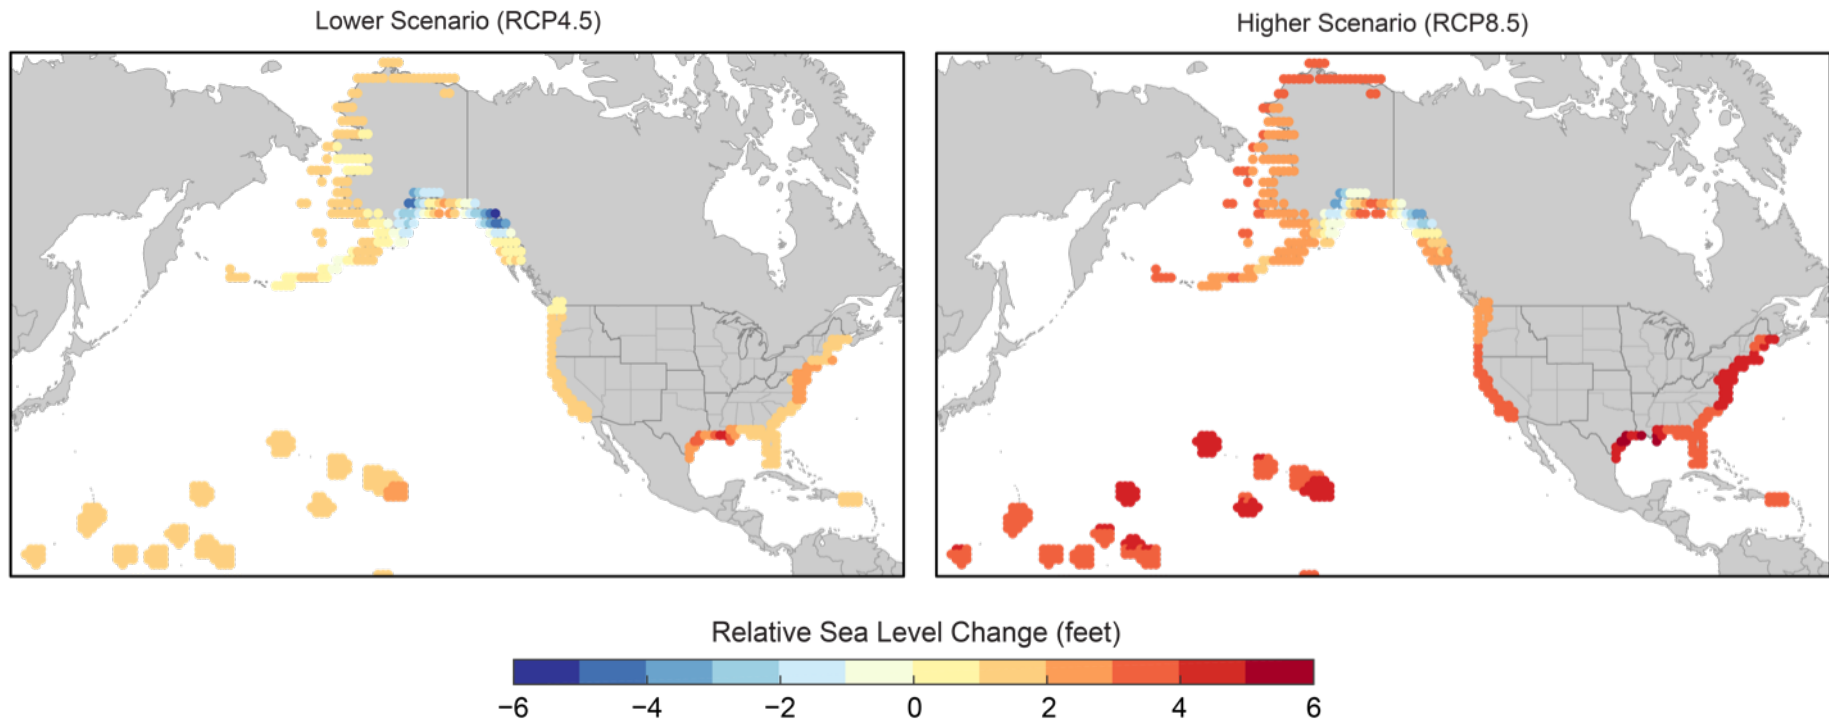 Lower Scenario (RCP4.5)
Higher Scenario (RCP8.5)
Relative Sea Level Change (feet)
−6 −4 −2 0 2 4 6